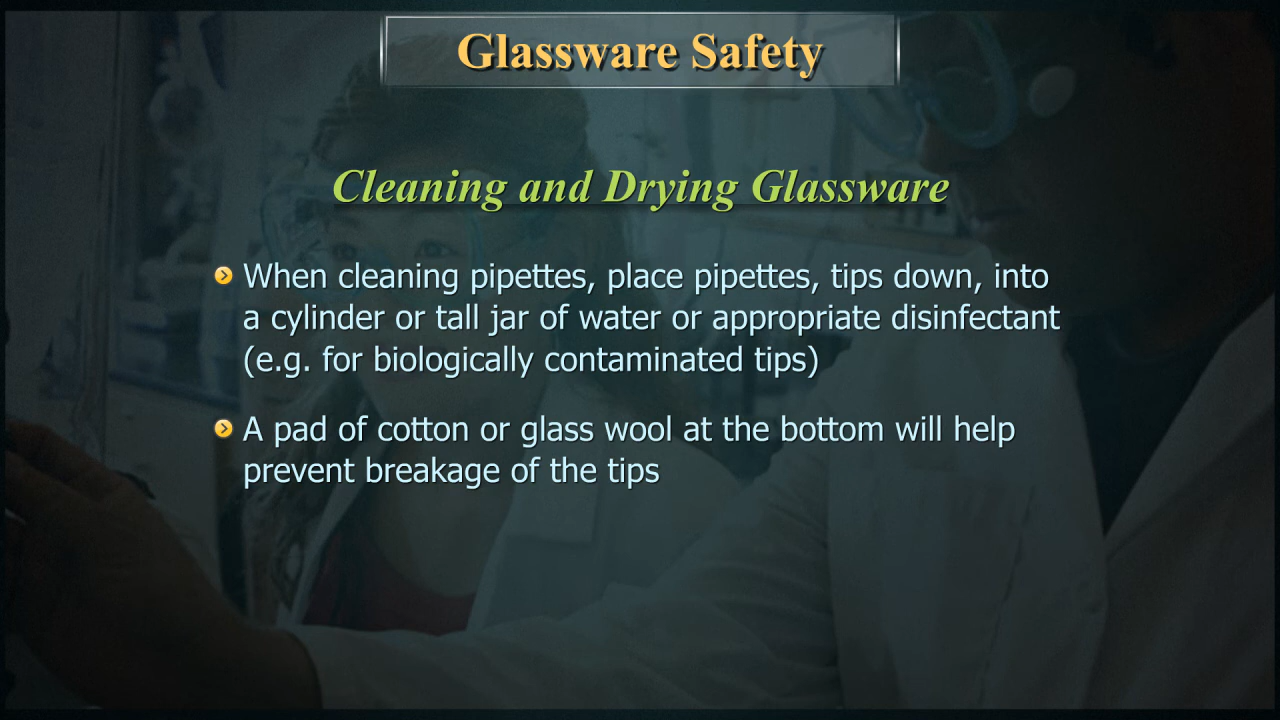 Glassware Safety
Cleaning and Drying Glassware
When cleaning pipettes, place pipettes, tips down, into
a cylinder or tall jar of water or appropriate disinfectant
(e.g. for biologically contaminated tips)
A pad of cotton or glass wool at the bottom will help
prevent breakage of the tips